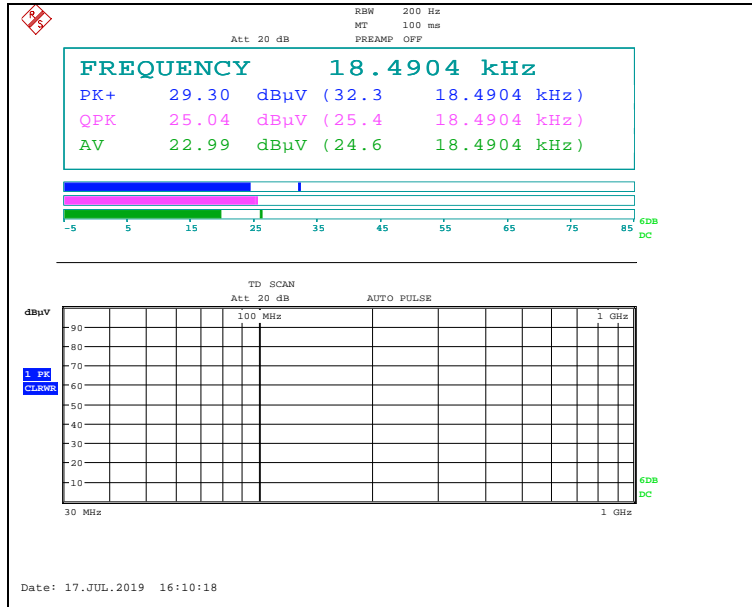 R S
RBW 200 Hz
MT 100 ms
Att 20 dB PREAMP OFF
FREQUENCY 18.4904 kHz
PK+ 29.30 dBµV (32.3 18.4904 kHz)
QPK 25.04 dBµV (25.4 18.4904 kHz)
AV 22.99 dBµV (24.6 18.4904 kHz)
-5 5 15 25 35 45 55 65 75 85
6DB
DC
TD SCAN
Att 20 dB AUTO PULSE
dBµV
100 MHz 1 GHz
90
80
70
1 PK
60
CLRWR
50
40
30
20
10
6DB
DC
30 MHz 1 GHz
Date: 17.JUL.2019 16:10:18